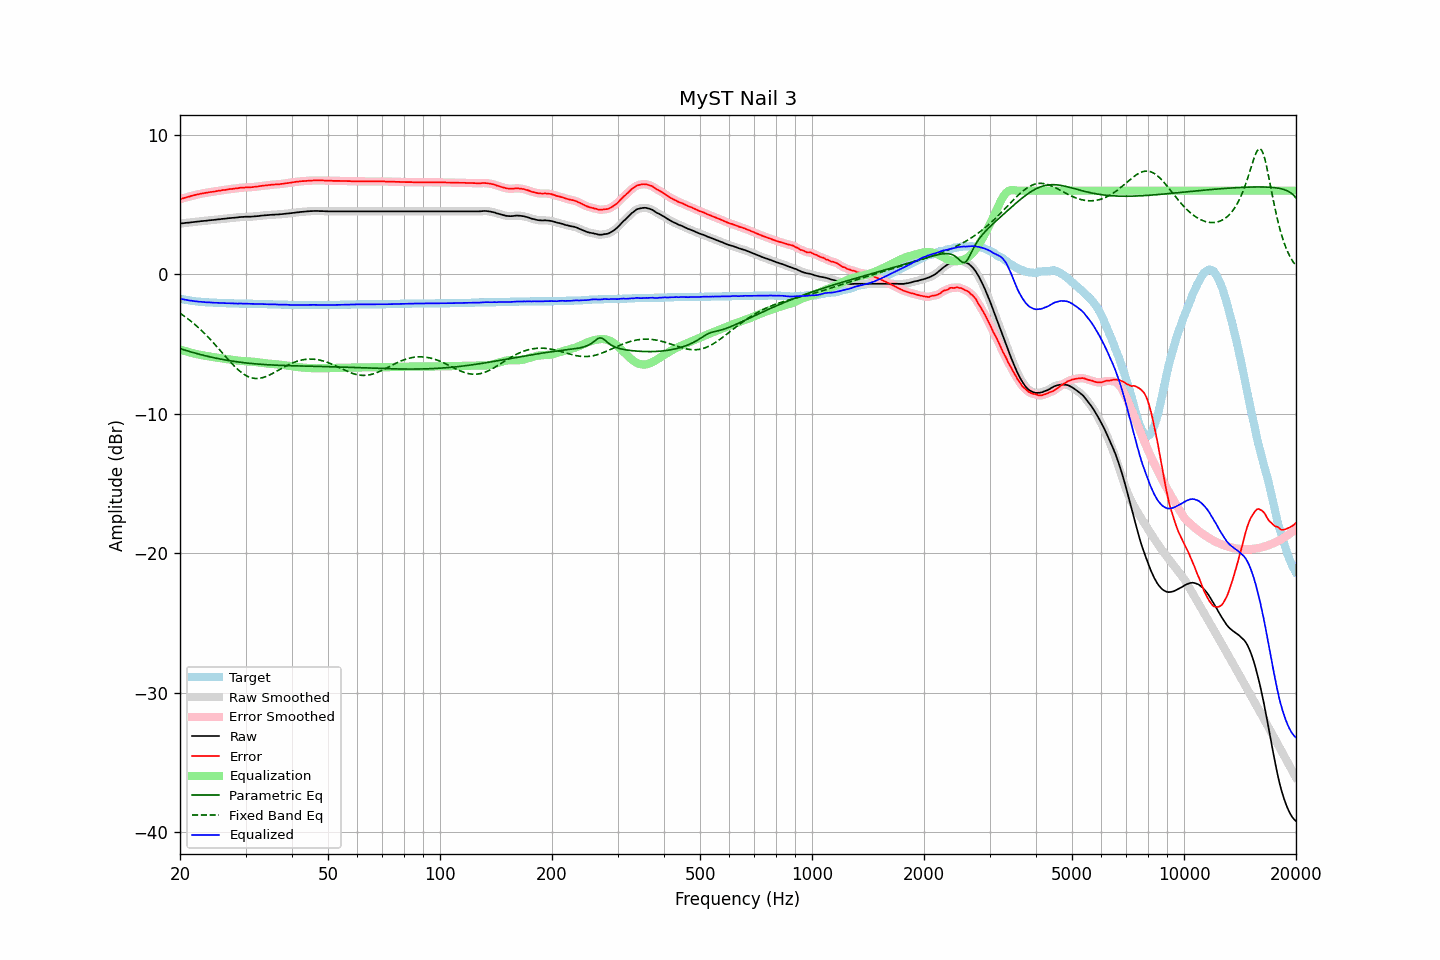 MyST Nail 3
Amplitude (dBr)
10
0
−10
−20
−30
−40
Target
Raw Smoothed
Error Smoothed
Raw
Error
Equalization
Parametric Eq
Fixed Band Eq
Equalized
20 50 100 200 500 1000 2000 5000 10000 20000
Frequency (Hz)